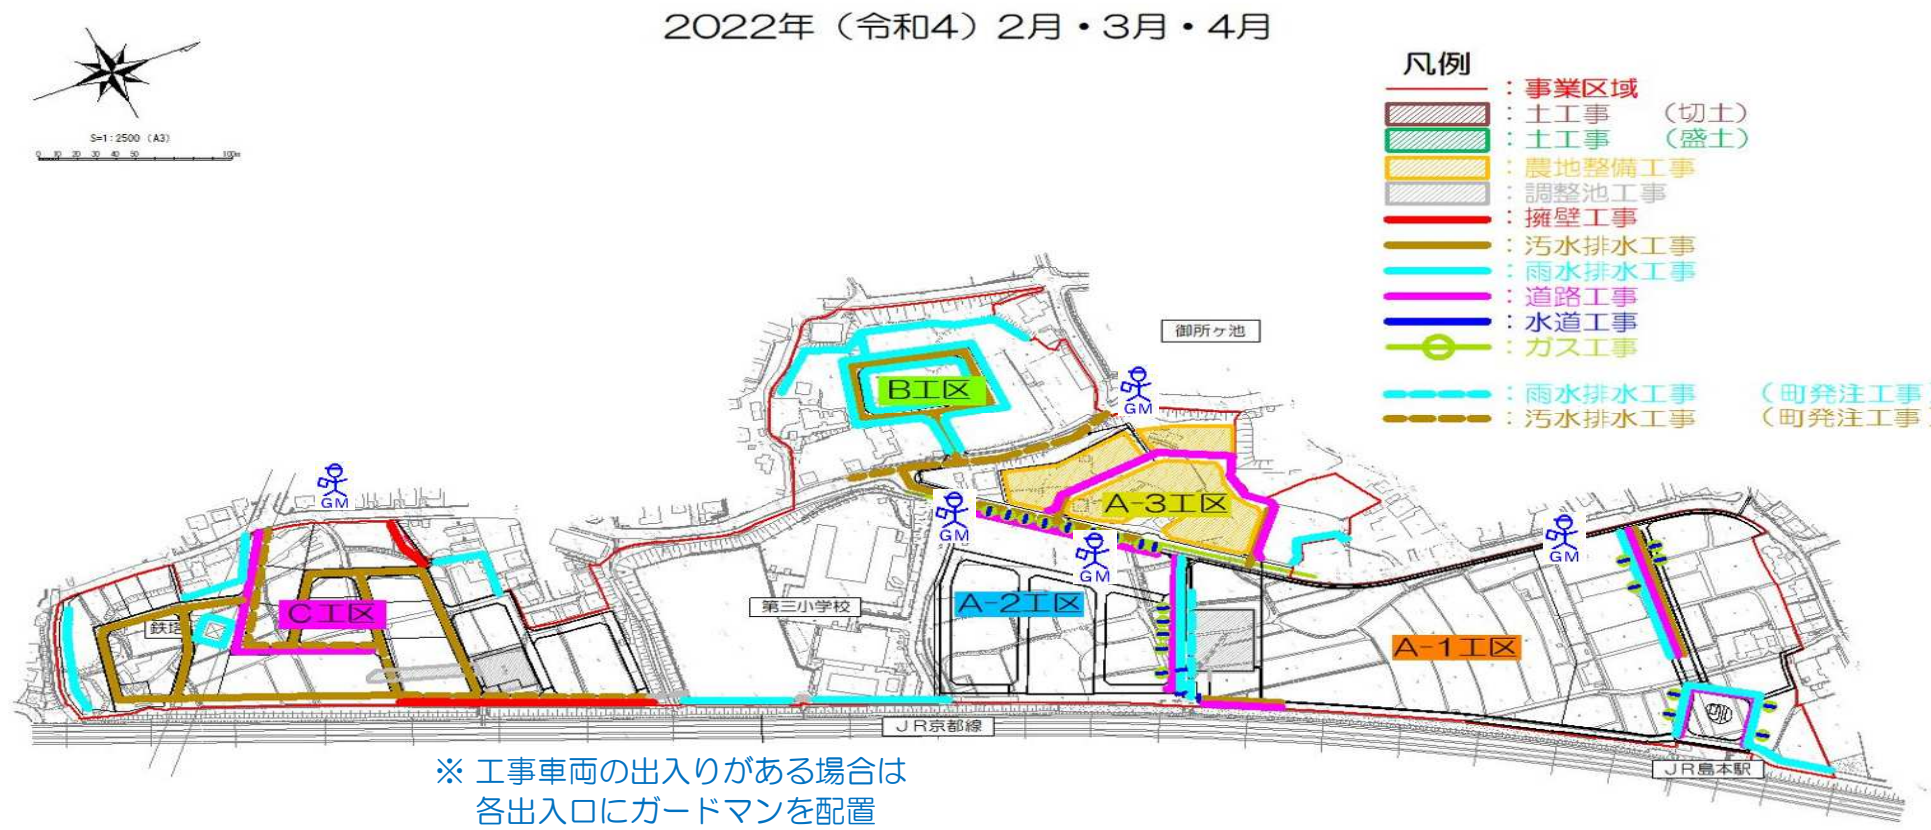 2022年（令和4）2月・3月・4月
S=1:2500 (A3)
0 10 20 30 40 50 100m
凡例
：事業区域
：土工事 （切土）
：土工事 （盛土）
：農地整備工事
：調整池工事
：擁壁工事
：汚水排水工事
：雨水排水工事
：道路工事
：水道工事
：ガス工事
：雨水排水工事 （町発注工事
：汚水排水工事 （町発注工事
御所ヶ池
GM
B工区
GM
A-3工区
GM
GM
GM
C工区
鉄塔
第三小学校
A-2工区
A-1工区
JR京都線
JR島本駅
※ 工事車両の出入りがある場合は
各出入口にガードマンを配置